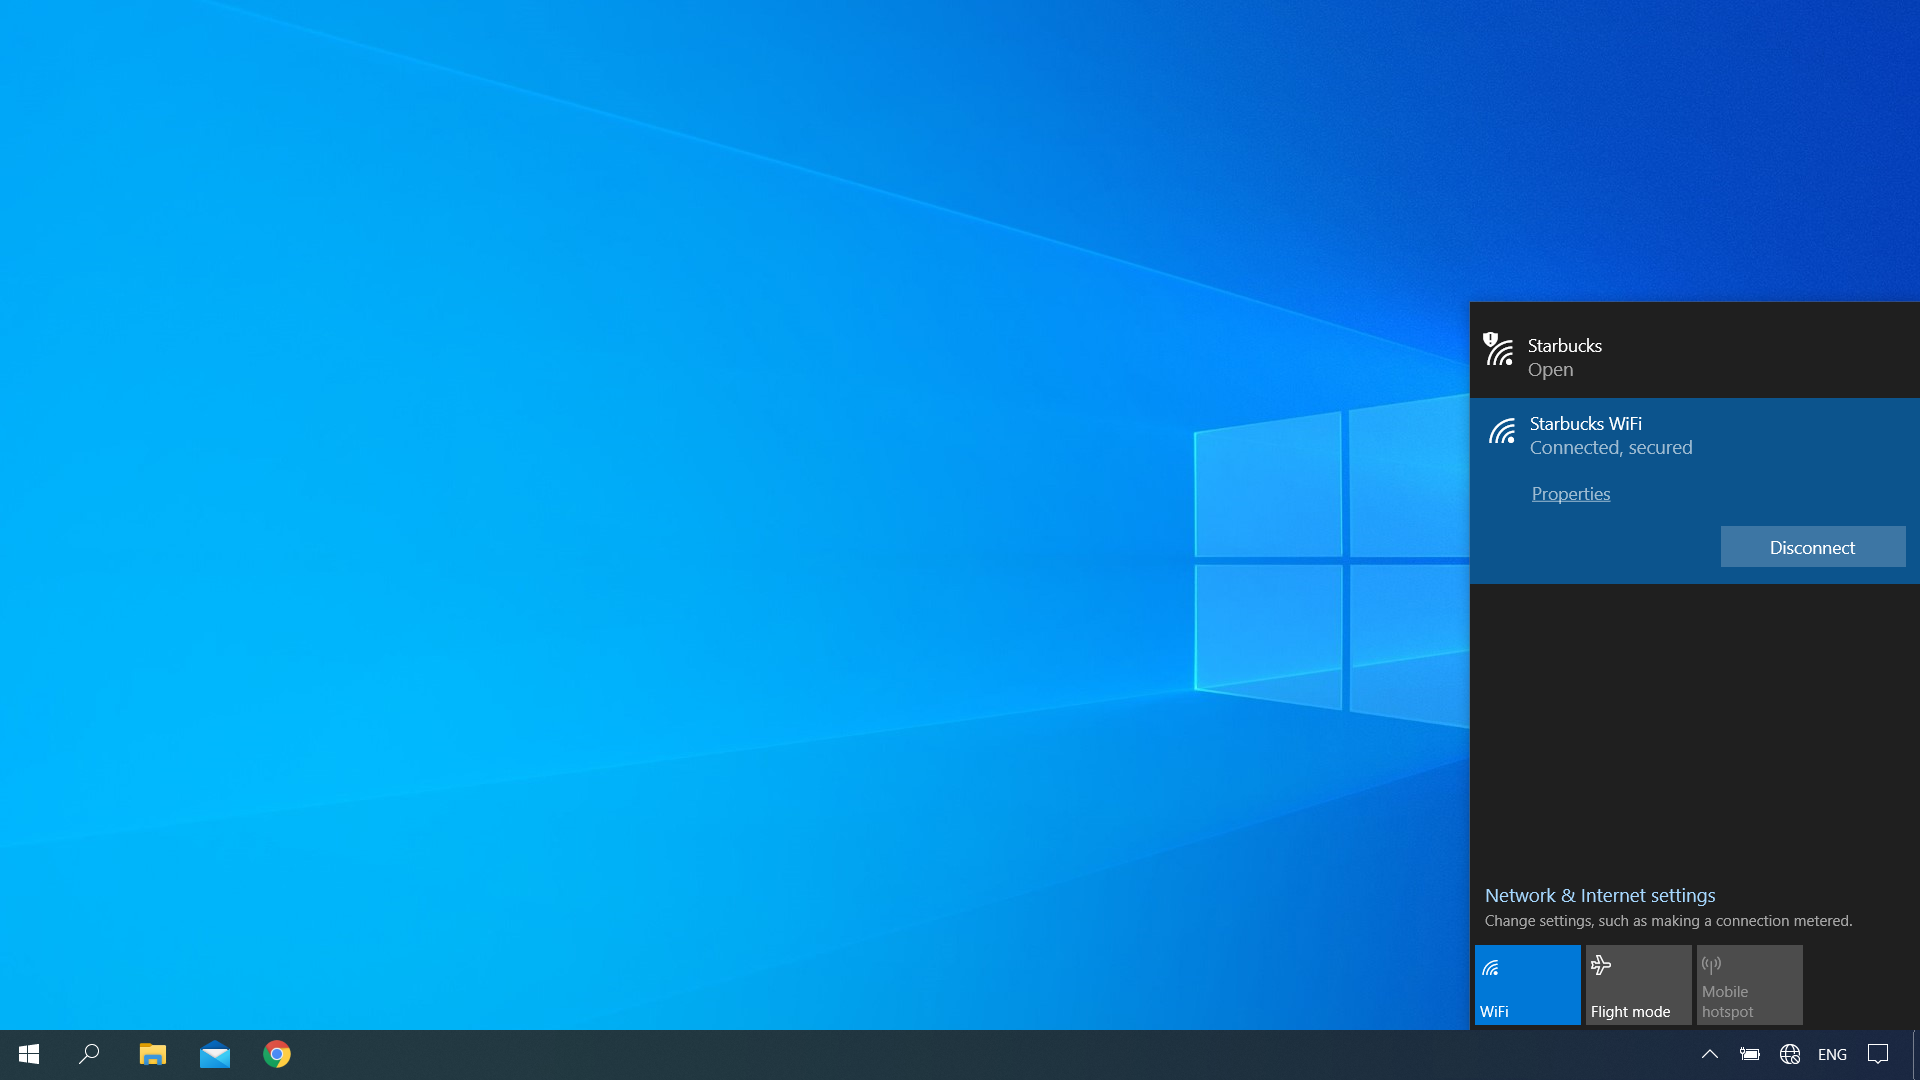 Starbucks
Open
Starbucks WiFi
Connected, secured
Properties
Disconnect
Network & Internet settings
Change settings, such as making a connection metered.
WiFi
Flight mode
Mobile
hotspot
ENG